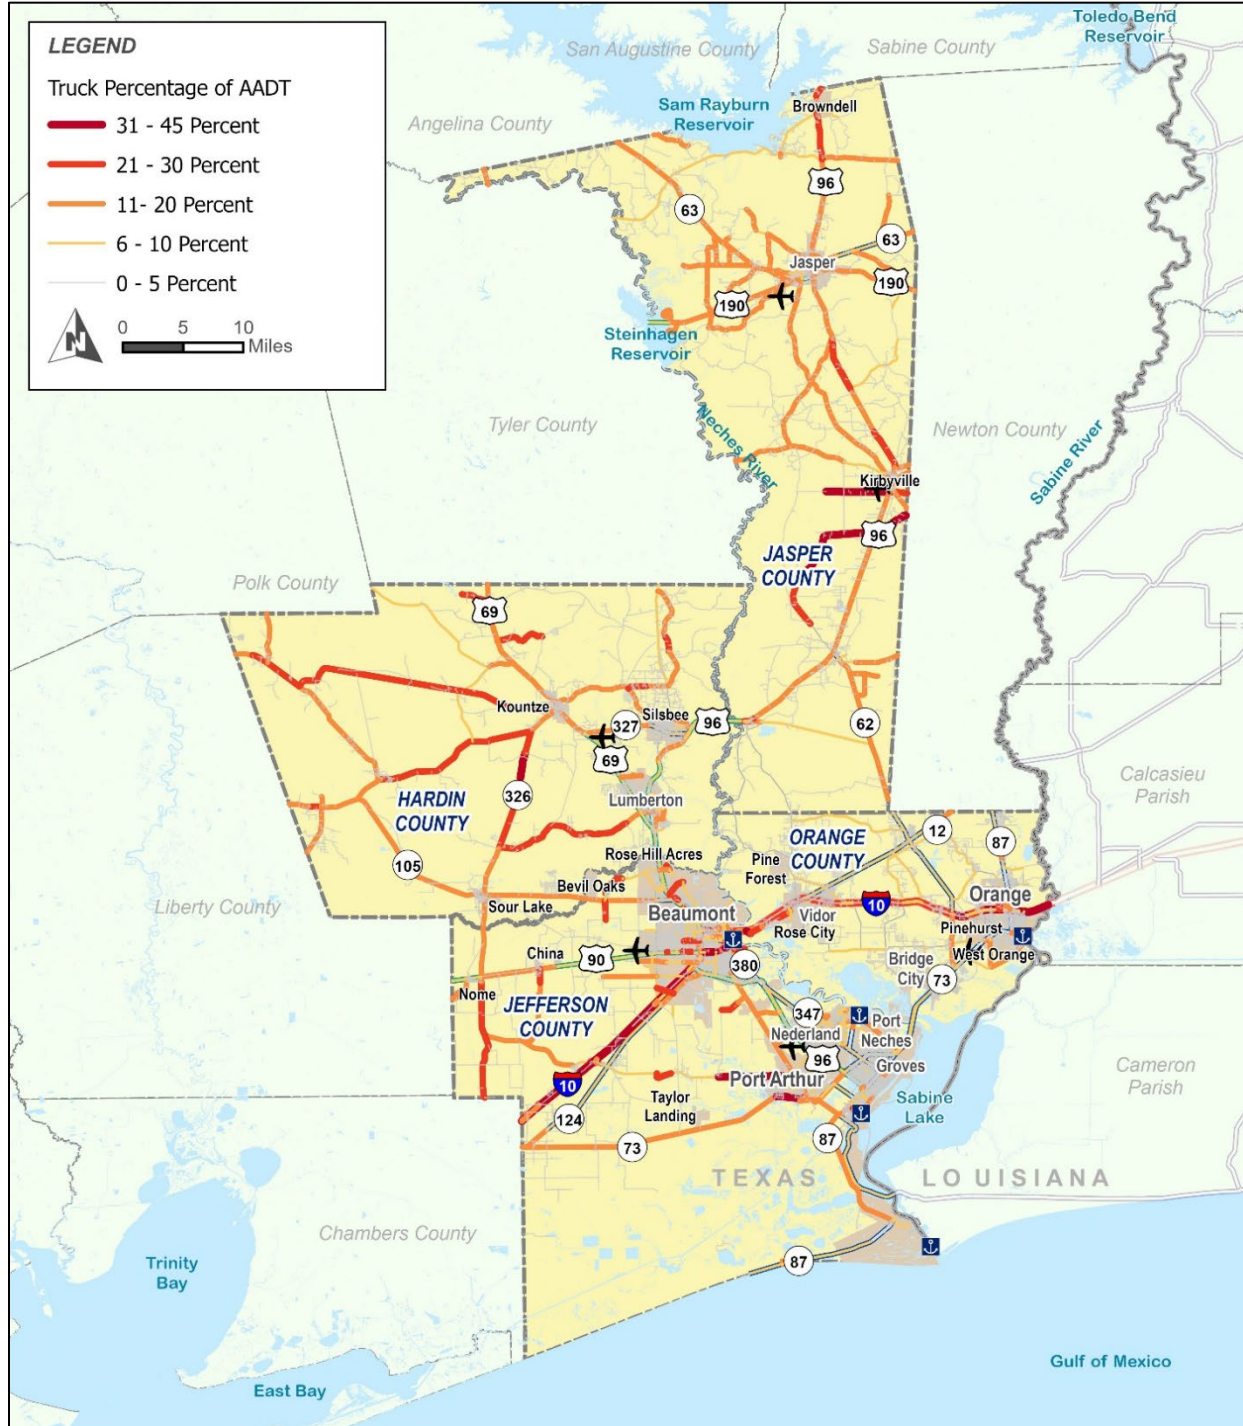 LEGEND
Truck Percentage of AADT
31 - 45 Percent
21 - 30 Percent
11- 20 Percent
6 - 10 Percent
0 - 5 Percent
N
0 5 10
Miles
Toledo Bend
Reservoir
San Augustine County
Sabine County
Sam Rayburn
Reservoir
Browndell
Angelina County
96
63
63
Jasper
190
190
Steinhagen
Reservoir
Tyler County
Neches River
Newton County
Sabine River
Kirbyville
96
JASPER
COUNTY
Polk County
69
Kountze
327
Silsbee
96
62
69
Calcasieu
Parish
326
Lumberton
HARDIN
COUNTY
ORANGE
COUNTY
12
87
Rose Hill Acres
Pine
Forest
105
Bevil Oaks
Orange
10
Liberty County
Sour Lake
Beaumont
Vidor
Rose City
Pinehurst
West Orange
China
90
380
Bridge
City
73
Nome
JEFFERSON
COUNTY
347
Port
Neches
Nederland
96
Groves
Cameron
Parish
10
Port Arthur
Taylor
Landing
Sabine
Lake
124
73
87
TEXAS
LOUISIANA
Chambers County
Trinity
Bay
87
Gulf of Mexico
East Bay